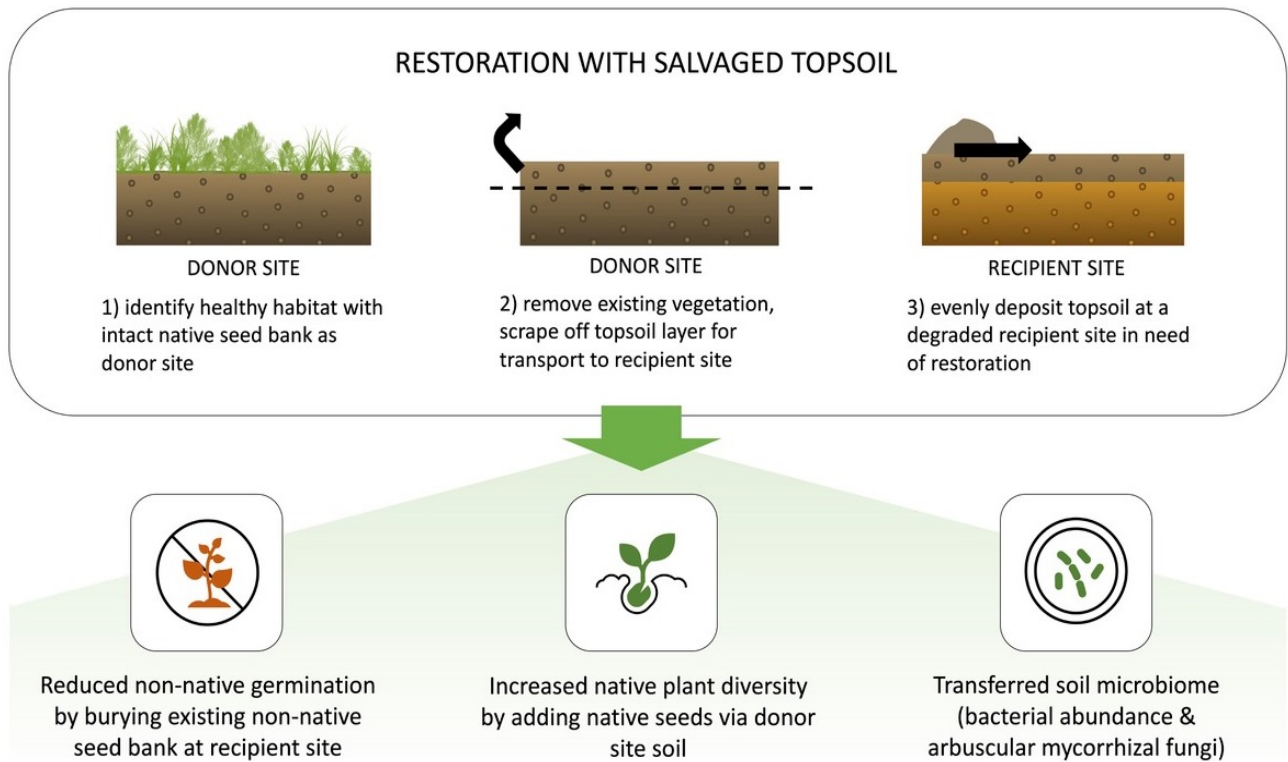 RESTORATION WITH SALVAGED TOPSOIL
DONOR SITE
1) identify healthy habitat with
intact native seed bank as
donor site
DONOR SITE
2) remove existing vegetation,
scrape off topsoil layer for
transport to recipient site
RECIPIENT SITE
3) evenly deposit topsoil at a
degraded recipient site in need
of restoration
Reduced non-native germination
by burying existing non-native
seed bank at recipient site
Increased native plant diversity
by adding native seeds via donor
site soil
Transferred soil microbiome
(bacterial abundance &
arbuscular mycorrhizal fungi)